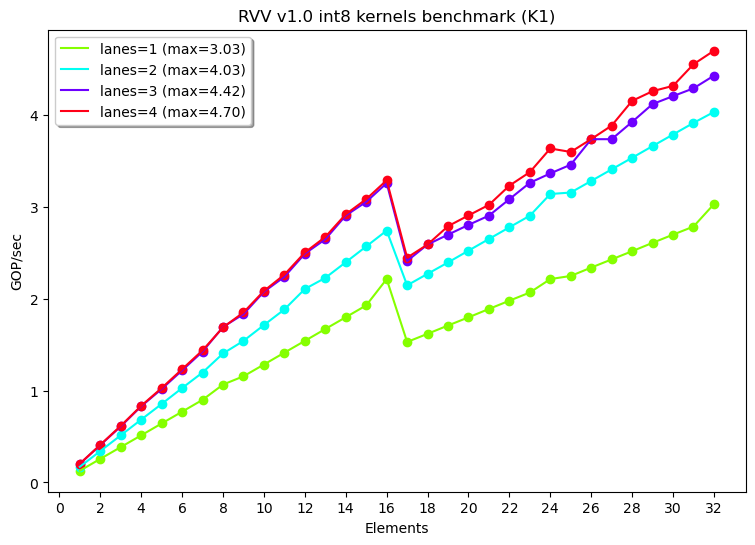 RVV v1.0 int8 kernels benchmark (K1)
lanes=1 (max=3.03)
lanes=2 (max=4.03)
lanes=3 (max=4.42)
lanes=4 (max=4.70)
GOP/sec
4
3
2
1
0
0 2 4 6 8 10 12 14 16 18 20 22 24 26 28 30 32
Elements